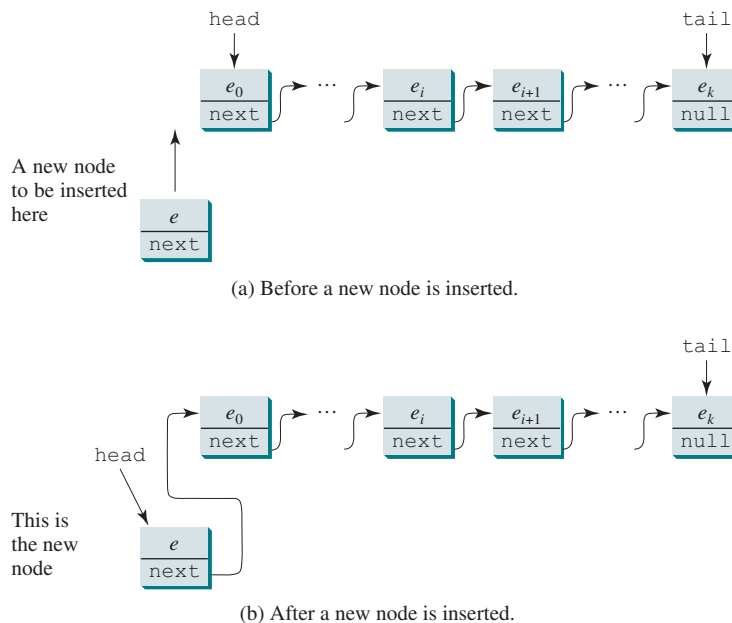 head
tail
e0
next
…
ei
next
ei+1
next
…
ek
null
A new node
to be inserted
here
e
next
(a) Before a new node is inserted.
tail
e0
next
…
ei
next
ei+1
next
…
ek
null
head
This is
the new
node
e
next
(b) After a new node is inserted.